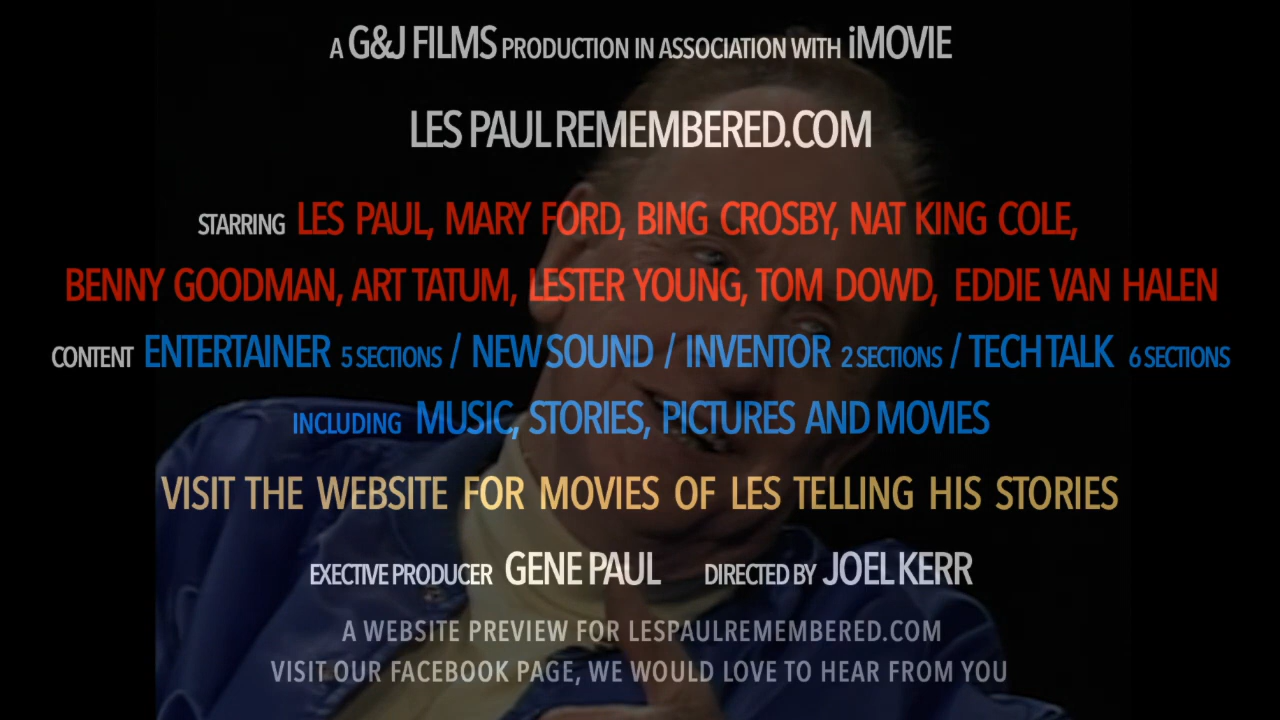 A G&J FILMS PRODUCTION IN ASSOCIATION WITH iMOVIE
LES PAUL REMEMBERED.COM
STARRING LES PAUL, MARY FORD, BING CROSBY, NAT KING COLE,
BENNY GOODMAN, ART TATUM, LESTER YOUNG, TOM DOWD, EDDIE VAN HALEN
CONTENT ENTERTAINER 5 SECTIONS / NEW SOUND / INVENTOR 2 SECTIONS / TECH TALK 6 SECTIONS
INCLUDING MUSIC, STORIES, PICTURES AND MOVIES
VISIT THE WEBSITE FOR MOVIES OF LES TELLING HIS STORIES
EXECTIVE PRODUCER GENE PAUL DIRECTED BY JOEL KERR
A WEBSITE PREVIEW FOR LESPAULREMEMBERED.COM
VISIT OUR FACEBOOK PAGE, WE WOULD LOVE TO HEAR FROM YOU